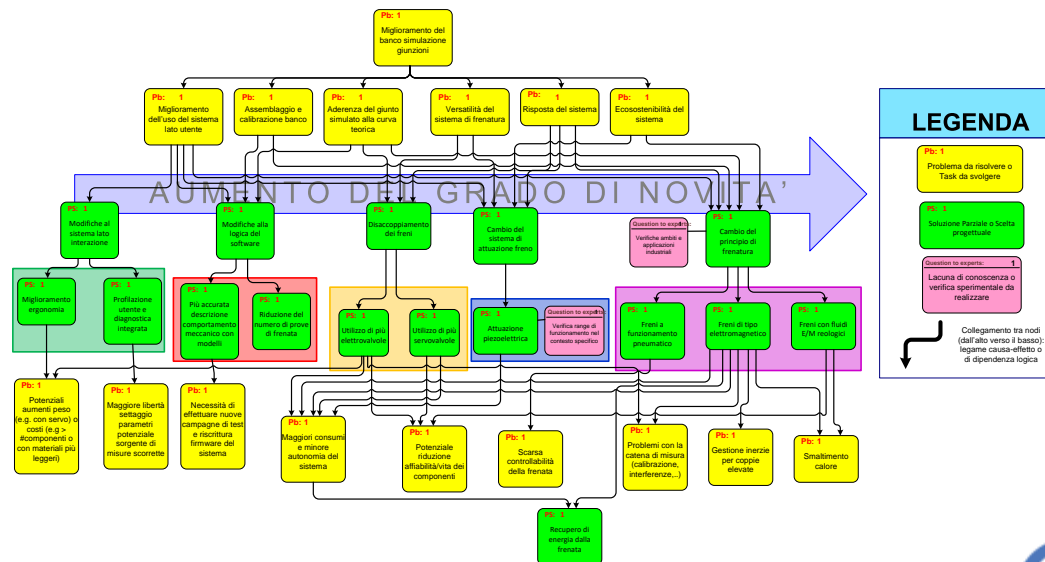 Pb: 1
Miglioramento del
banco simulazione
giunzioni
Pb: 1
Miglioramento
dell'uso del sistema
lato utente
Pb: 1
Assemblaggio e
calibrazione banco
Pb: 1
Aderenza del giunto
simulato alla curva
teorica
Pb: 1
Versatilità del
sistema di frenatura
Pb: 1
Risposta del sistema
Pb: 1
Ecosostenibilità del
sistema
AUMENTO DEL GRADO DI NOVITA'
PS: 1
Modifiche al
sistema lato
interazione
PS: 1
Modifiche alla
logica del
software
PS: 1
Disaccoppiamento
dei freni
PS: 1
Cambio del
sistema di
attuazione freno
Question to experts:
Verifiche ambiti e
applicazioni
industriali
PS: 1
Cambio del
principio di
frenatura
PS: 1
Miglioramento
ergonomia
PS: 1
Profilazione
utente e
diagnostica
integrata
PS: 1
Più accurata
descrizione
comportamento
meccanico con
modelli
PS: 1
Riduzione del
numero di prove di
frenata
PS: 1
Utilizzo di più
elettrovalvole
PS: 1
Utilizzo di più
servovalvole
PS: 1
Attuazione
piezoelettrica
Question to experts:
Verifica range di
funzionamento nel
contesto specifico
PS: 1
Freni a
funzionamento
pneumatico
PS: 1
Freni di tipo
elettromagnetico
PS: 1
Freni con fluidi
E/M reologici
Pb: 1
Potenziali
aumenti peso
(e.g. con servo) o
costi (e.g >
#componenti o
con materiali più
leggeri)
Pb: 1
Maggiore libertà
settaggio
parametri
potenziale
sorgente di
misure scorrette
Pb: 1
Necessità di
effettuare nuove
campagne di test
e riscrittura
firmware del
sistema
Pb: 1
Maggiori consumi
e minore
autonomia del
sistema
Pb: 1
Potenziale
riduzione
affiabilità/vita dei
componenti
Pb: 1
Scarsa
controllabilità
della frenata
Pb: 1
Problemi con la
catena di misura
(calibrazione,
interferenze,..)
Pb: 1
Gestione inerzie
per coppie
elevate
Pb: 1
Smaltimento
calore
PS: 1
Recupero di
energia dalla
frenata
LEGENDA
Pb: 1
Problema da risolvere o
Task da svolgere
PS: 1
Soluzione Parziale o Scelta
progettuale
Question to experts: 1
Lacuna di conoscenza o
verifica sperimentale da
realizzare
Collegamento tra nodi
(dall'alto verso il basso):
legame causa-effetto o
di dipendenza logica